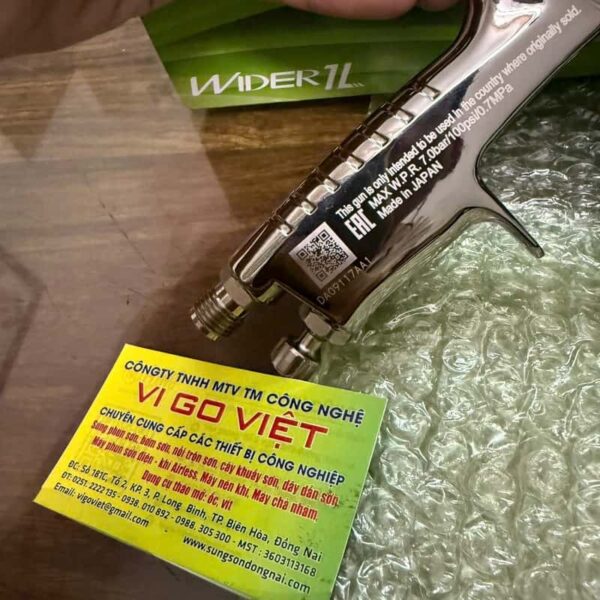 WIDER1L
This gun is only intended to be used in the country where originally sold.
MAX W.P.R. 7.0bar/100psi/0.7MPa
EAC Made in JAPAN
DAG9117AA1
CÔNGTY TNHH MTV TM CÔNG NGHỆ
VI GO VIỆT
CHUYÊN CUNG CẤP CÁC THIẾT BỊ CÔNG NGHIỆP
Súng phun sơn, bơm sơn, nồi trộn sơn, cây khuấy sơn, dây dẫn sơn,
Máy phun sơn điện - khí Airless. Máy nén khí. Máy chà nhám,
Dụng cụ tháo mở: ốc, vít
ĐC: Số 181C, Tổ 2, KP. 3, P. Long Bình, TP. Biên Hòa, Đồng Nai
ĐT: 0251. 2222 135 - 0938. 010 892 - 0988. 305 300 - MST : 3603113168
Email: vigoviet@gmail.com
www.sungsondongnai.com